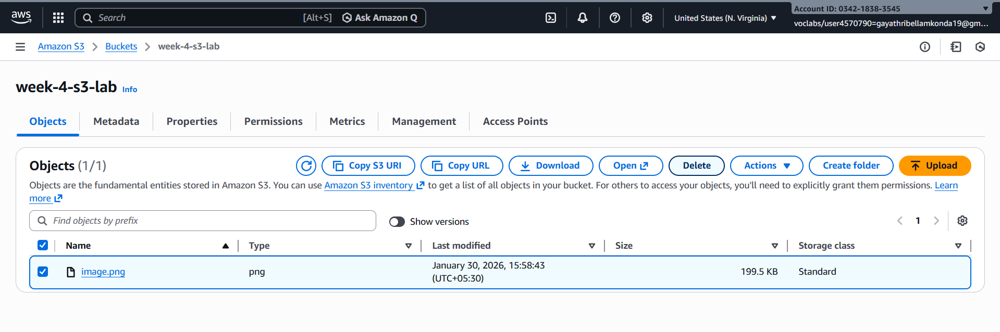 aws
Search [Alt+S] Ask Amazon Q
United States (N. Virginia)
Account ID: 0342-1838-3545
voclabs/user4570790=gayathribellamkonda19@gm...
Amazon S3 Buckets week-4-s3-lab
week-4-s3-lab Info
Objects Metadata Properties Permissions Metrics Management Access Points
Objects (1/1) Copy S3 URI Copy URL Download Open Delete Actions Create folder Upload
Objects are the fundamental entities stored in Amazon S3. You can use Amazon S3 inventory to get a list of all objects in your bucket. For others to access your objects, you'll need to explicitly grant them permissions. Learn
more
Find objects by prefix Show versions 1
Name Type Last modified Size Storage class
image.png png January 30, 2026, 15:58:43 199.5 KB Standard
(UTC+05:30)